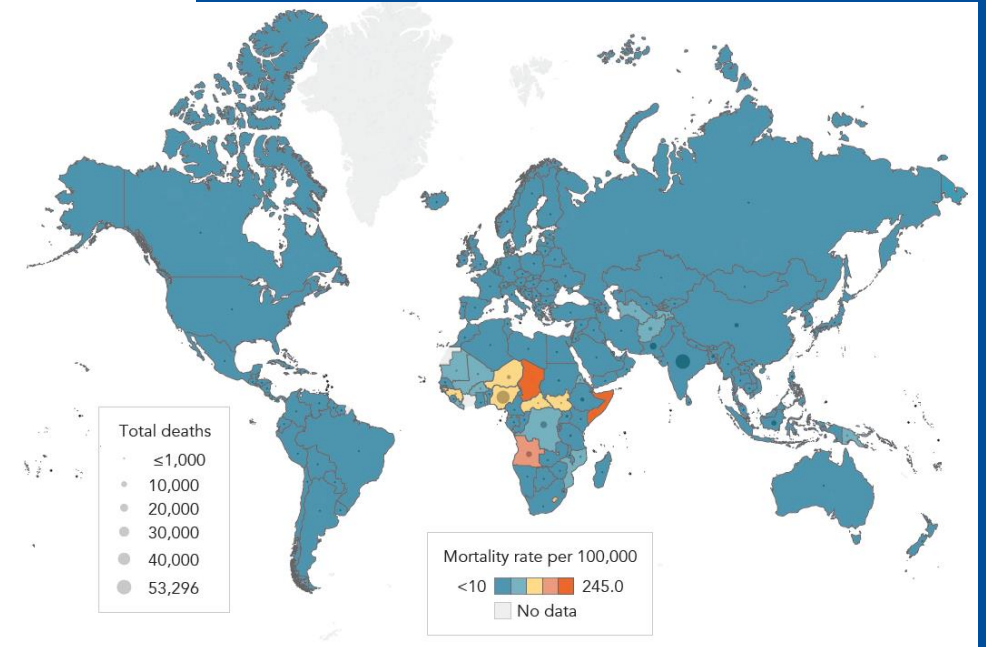 Total deaths
≤1,000
10,000
20,000
30,000
40,000
53,296
Mortality rate per 100,000
<10 245.0
No data